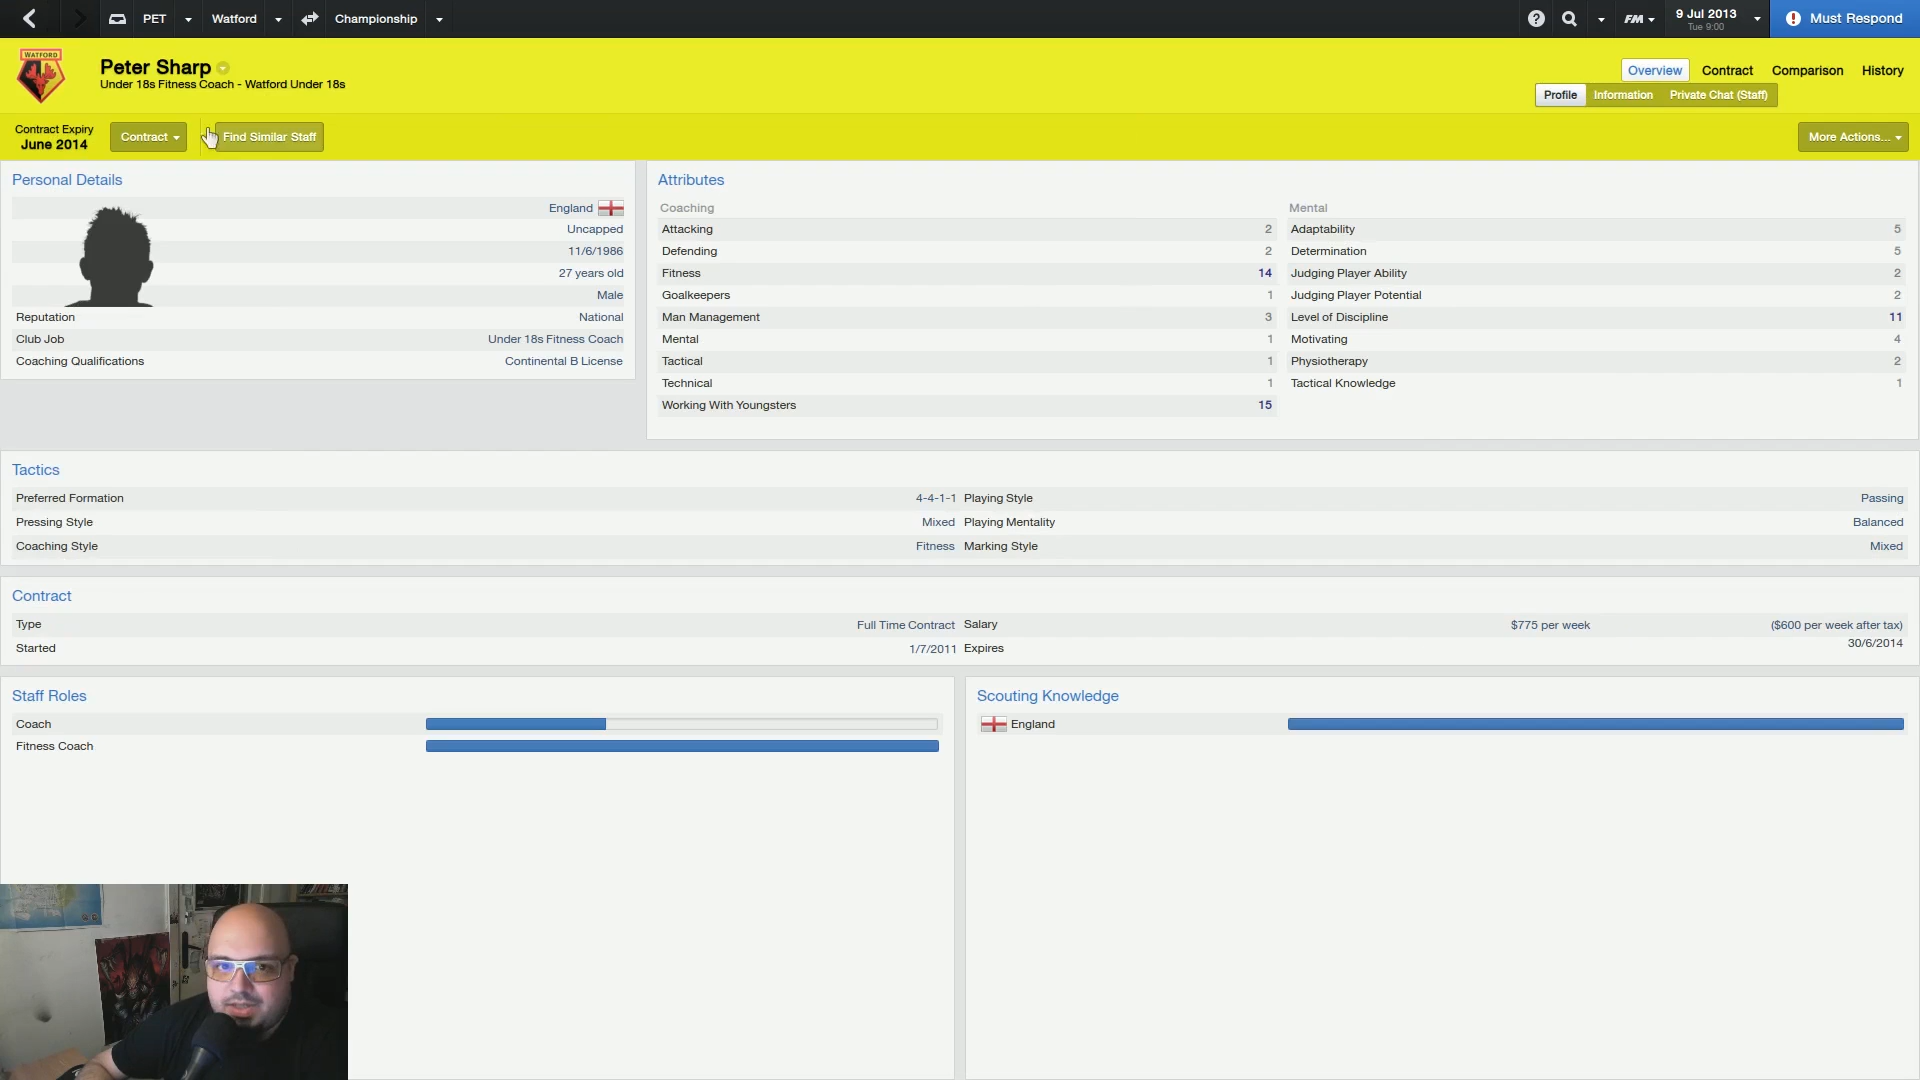 PET
Watford
Championship
FM
9 Jul 2013
Tue 9:00
Must Respond
WATFORD
Peter Sharp
Under 18s Fitness Coach - Watford Under 18s
Overview Contract Comparison History
Profile Information Private Chat (Staff)
Contract Expiry
June 2014
Contract
Find Similar Staff
More Actions...
Personal Details
England
Uncapped
11/6/1986
27 years old
Male
Reputation National
Club Job Under 18s Fitness Coach
Coaching Qualifications Continental B License
Attributes
Coaching
Attacking 2
Defending 2
Fitness 14
Goalkeepers 1
Man Management 3
Mental 1
Tactical 1
Technical 1
Working With Youngsters 15
Mental
Adaptability 5
Determination 5
Judging Player Ability 2
Judging Player Potential 2
Level of Discipline 11
Motivating 4
Physiotherapy 2
Tactical Knowledge 1
Tactics
Preferred Formation 4-4-1-1 Playing Style Passing
Pressing Style Mixed Playing Mentality Balanced
Coaching Style Fitness Marking Style Mixed
Contract
Type Full Time Contract Salary $775 per week ($600 per week after tax)
Started 1/7/2011 Expires 30/6/2014
Staff Roles
Coach
Fitness Coach
Scouting Knowledge
England